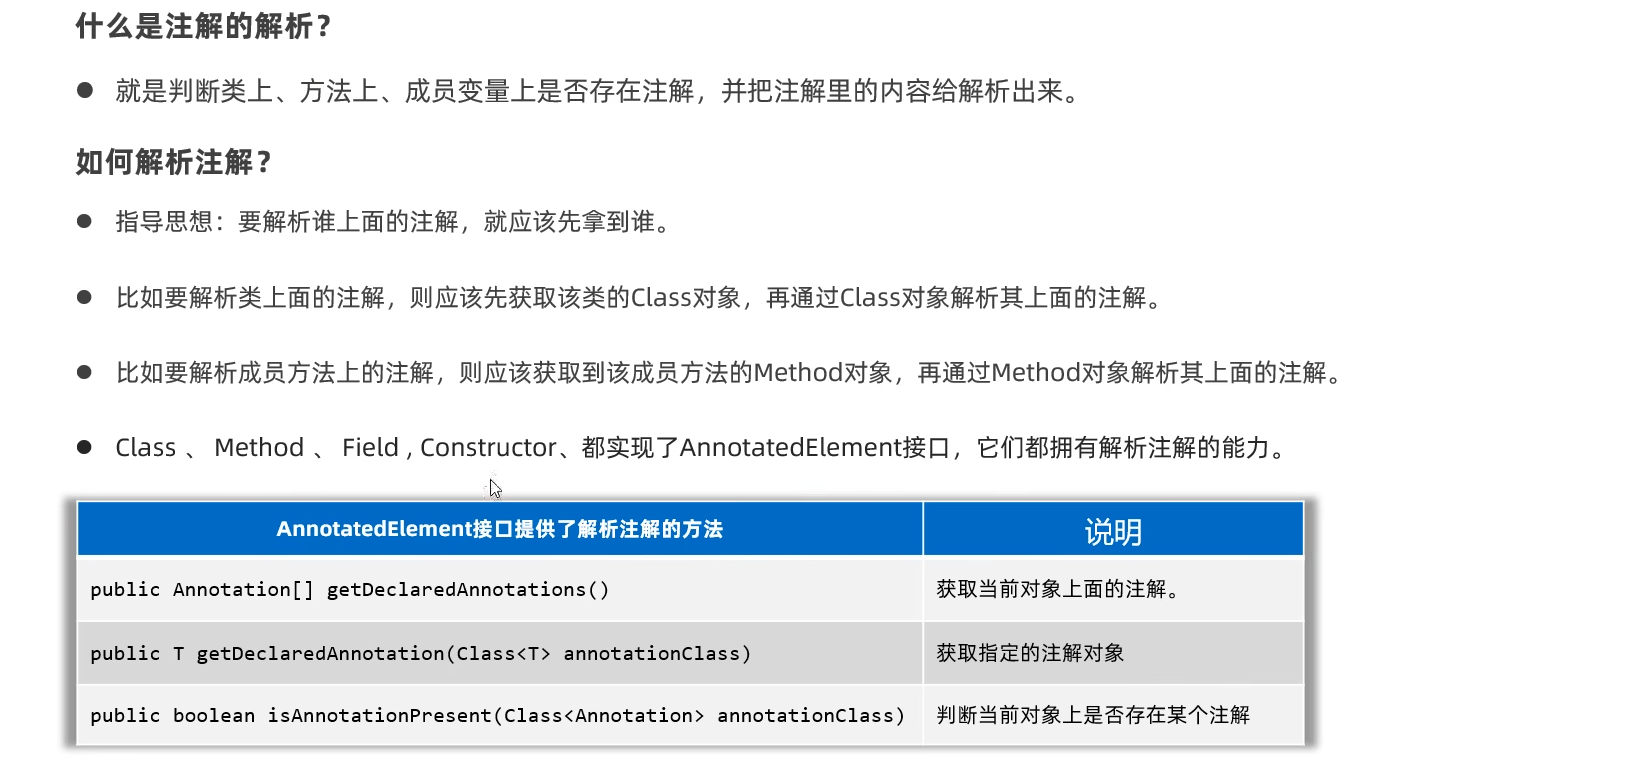 什么是注解的解析？
● 就是判断类上、方法上、成员变量上是否存在注解，并把注解里的内容给解析出来。
如何解析注解？
● 指导思想：要解析谁上面的注解，就应该先拿到谁。
● 比如要解析类上面的注解，则应该先获取该类的Class对象，再通过Class对象解析其上面的注解。
● 比如要解析成员方法上的注解，则应该获取到该成员方法的Method对象，再通过Method对象解析其上面的注解。
● Class 、 Method 、 Field , Constructor、都实现了AnnotatedElement接口，它们都拥有解析注解的能力。
AnnotatedElement接口提供了解析注解的方法 说明
public Annotation[] getDeclaredAnnotations() 获取当前对象上面的注解。
public T getDeclaredAnnotation(Class<T> annotationClass) 获取指定的注解对象
public boolean isAnnotationPresent(Class<Annotation> annotationClass) 判断当前对象上是否存在某个注解